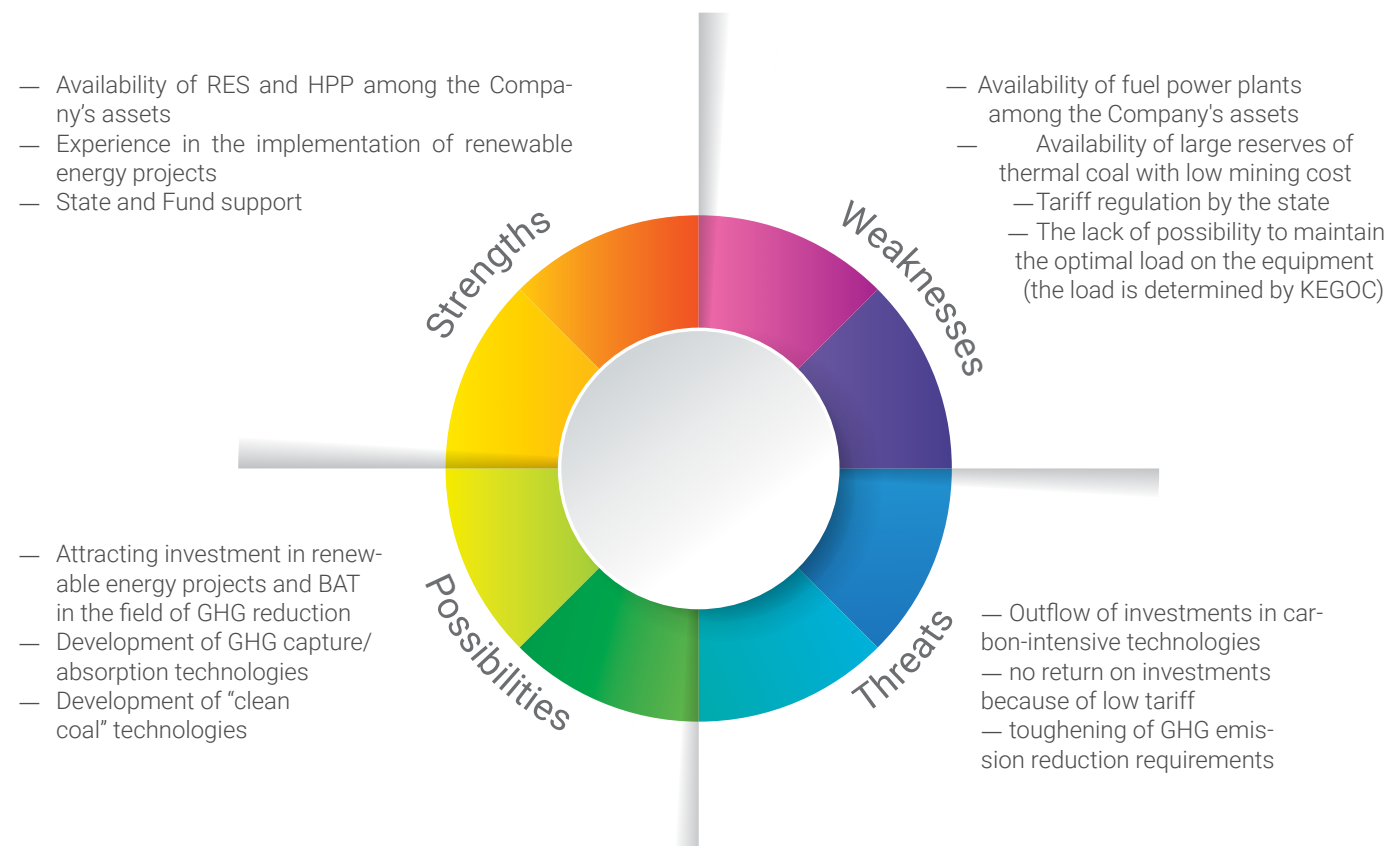 — Availability of RES and HPP among the Compa-
ny's assets
— Experience in the implementation of renewable
energy projects
— State and Fund support
Strengths
— Availability of fuel power plants
among the Company's assets
— Availability of large reserves of
thermal coal with low mining cost
— Tariff regulation by the state
— The lack of possibility to maintain
the optimal load on the equipment
(the load is determined by KEGOC)
Weaknesses
— Attracting investment in renew-
able energy projects and BAT
in the field of GHG reduction
— Development of GHG capture/
absorption technologies
— Development of “clean
coal” technologies
Possibilities
Threats
— Outflow of investments in car-
bon-intensive technologies
— no return on investments
because of low tariff
— toughening of GHG emis-
sion reduction requirements